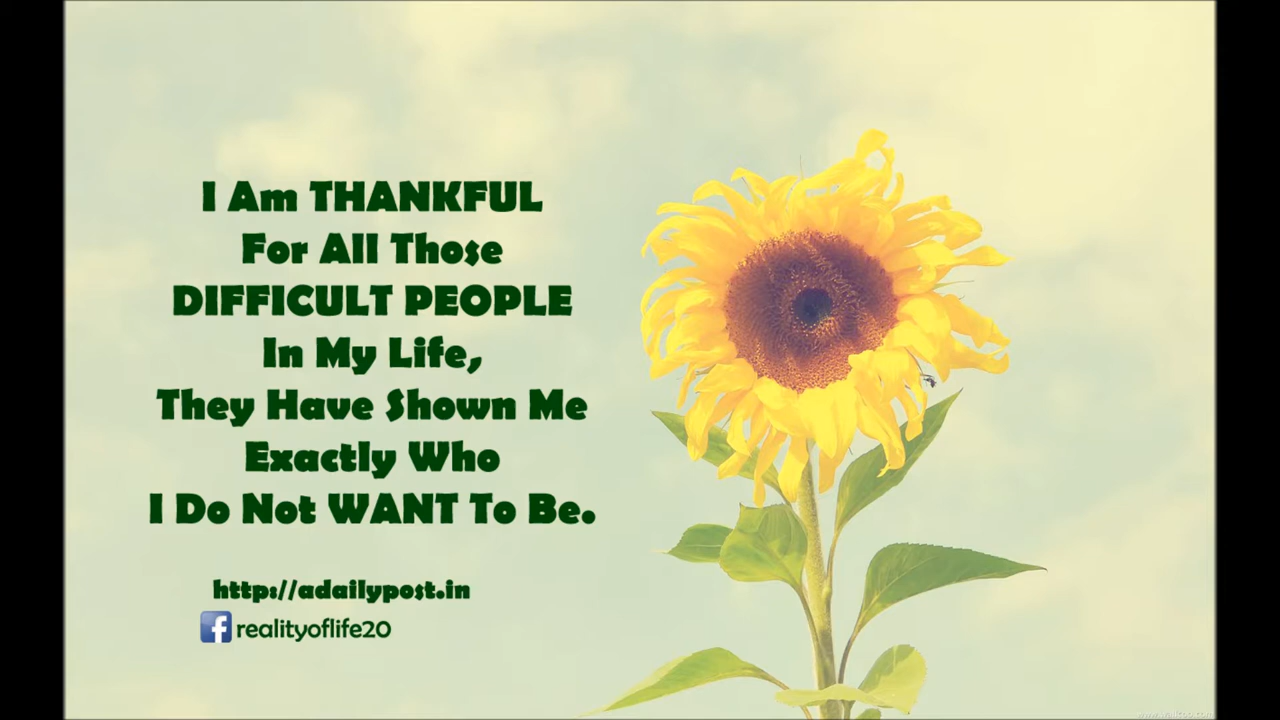 I Am THANKFUL
For All Those
DIFFICULT PEOPLE
In My Life,
They Have Shown Me
Exactly Who
I Do Not WANT To Be.
http://adailypost.in
realityoflife20